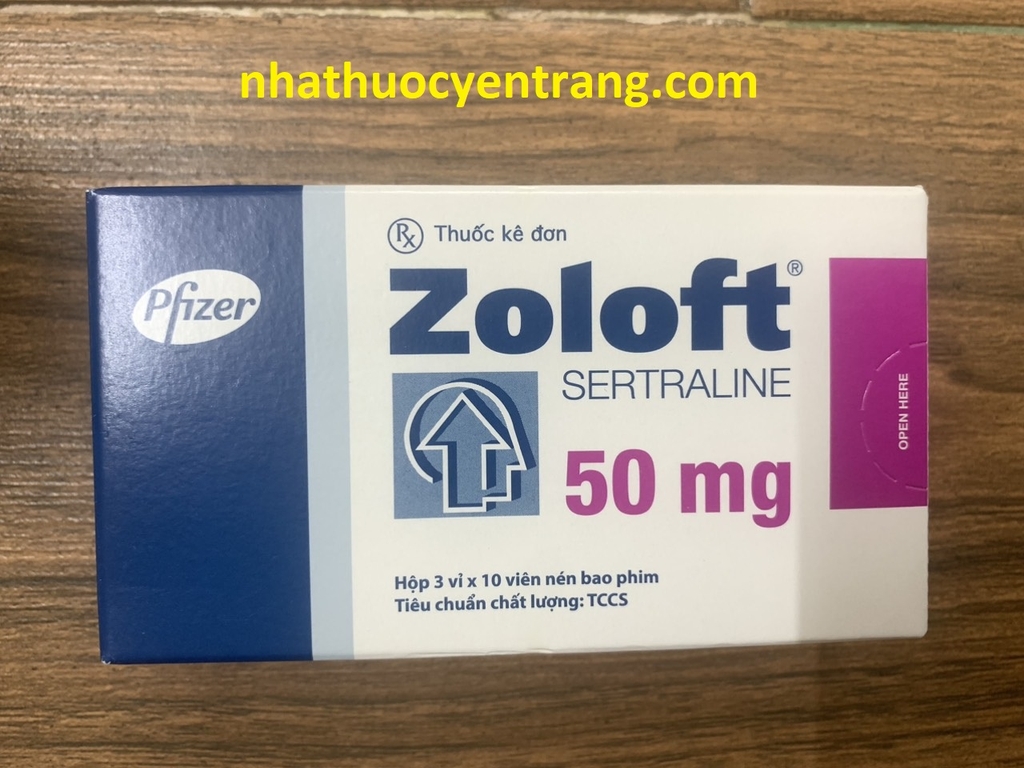 nhathuocyentrang.com
Rx Thuốc kê đơn
Pfizer
Zoloft®
SERTRALINE
50 mg
OPEN HERE
Hộp 3 vỉ x 10 viên nén bao phim
Tiêu chuẩn chất lượng: TCCS